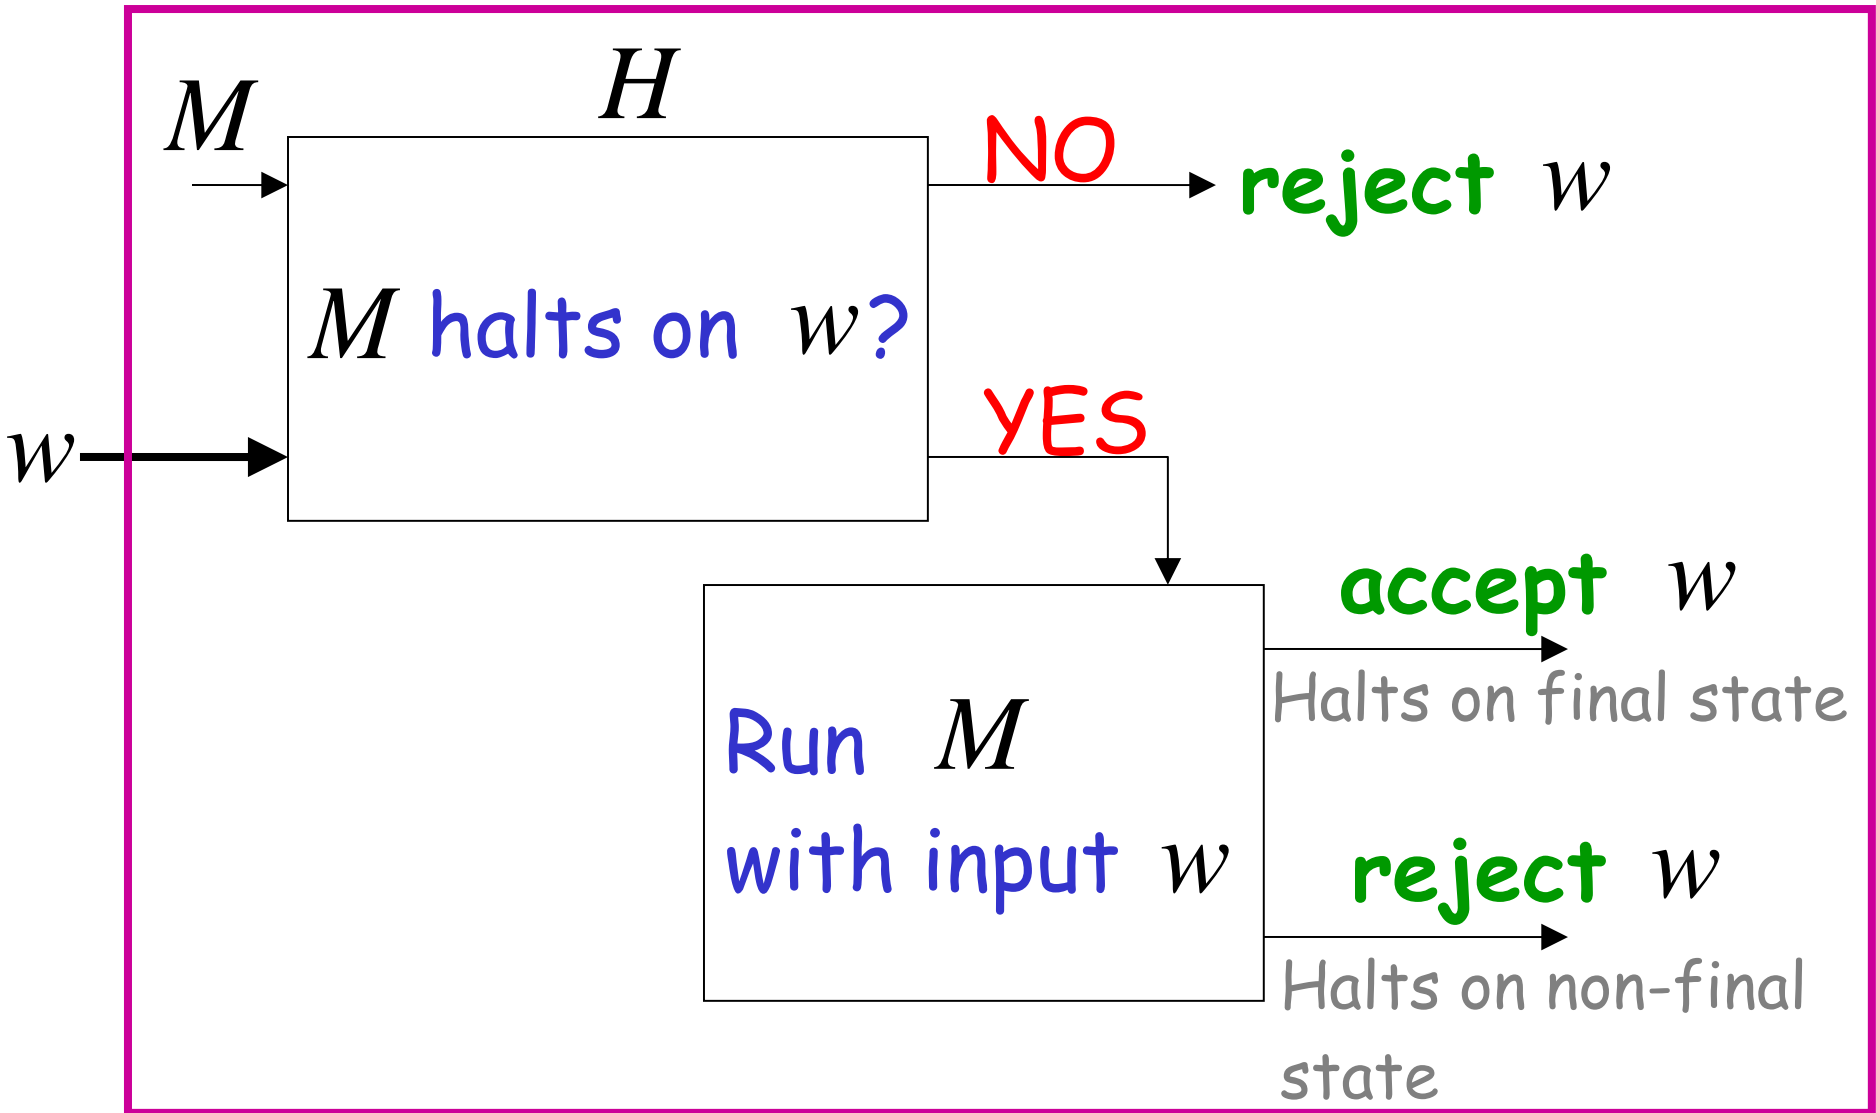 H
M
NO
reject w
M halts on w?
YES
w
accept w
Halts on final state
Run M
with input w
reject w
Halts on non-final
state